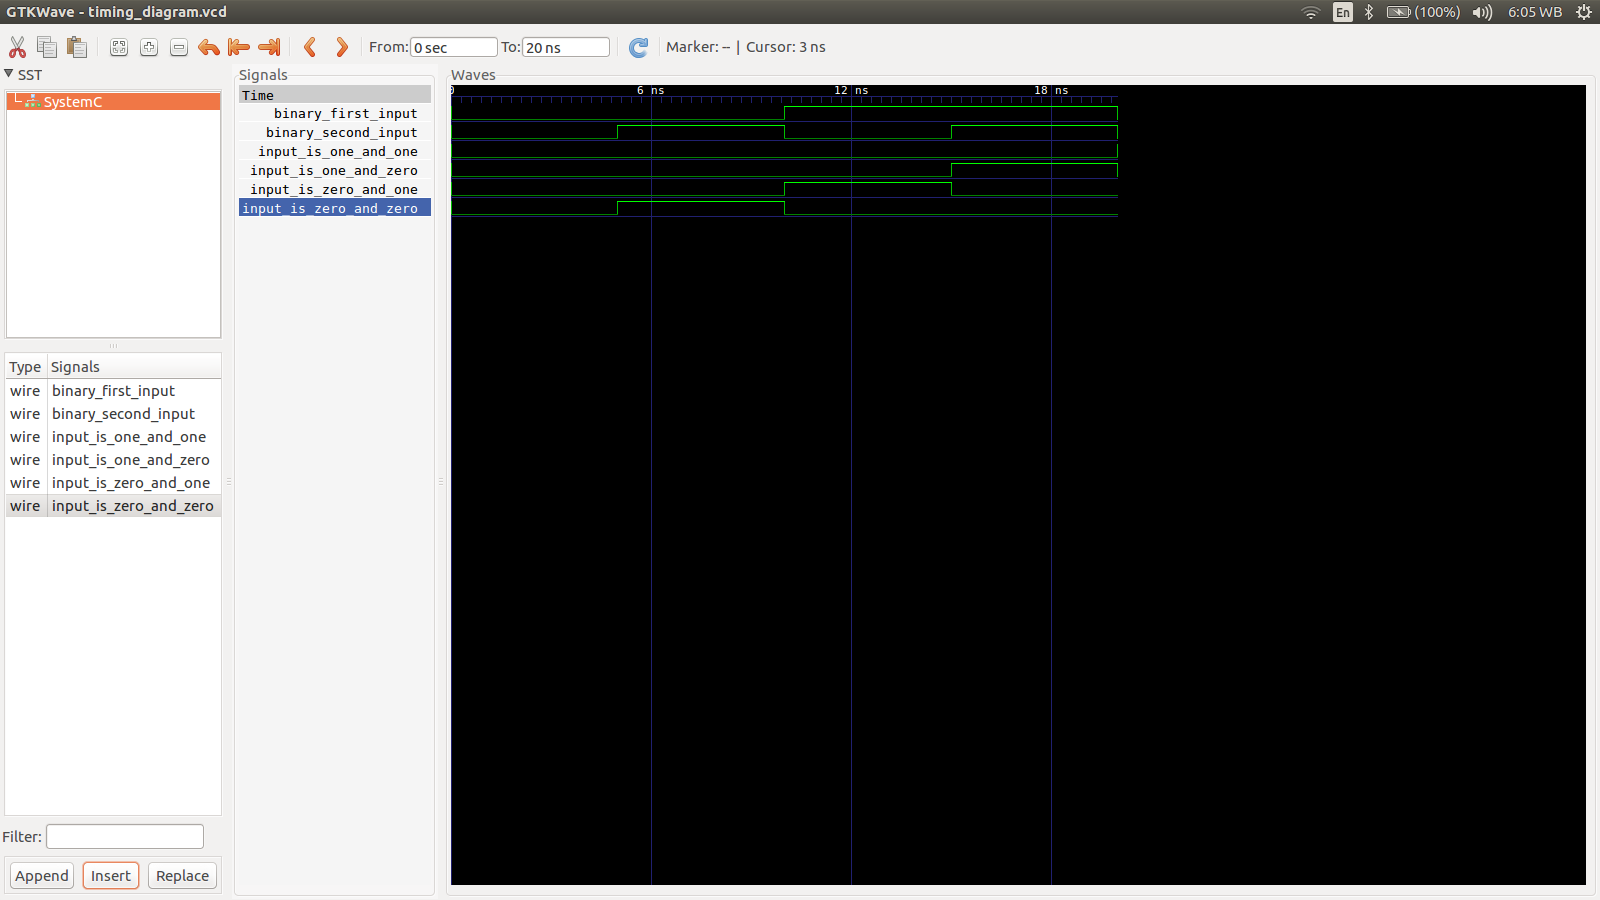 GTKWave - timing_diagram.vcd
En
(100%)
6:05 WB
From: 0 sec
To: 20 ns
Marker: -- | Cursor: 3 ns
SST
SystemC
Type Signals
wire binary_first_input
wire binary_second_input
wire input_is_one_and_one
wire input_is_one_and_zero
wire input_is_zero_and_one
wire input_is_zero_and_zero
Filter:
Append Insert Replace
Signals
Time
binary_first_input
binary_second_input
input_is_one_and_one
input_is_one_and_zero
input_is_zero_and_one
input_is_zero_and_zero
Waves
0 6 ns 12 ns 18 ns